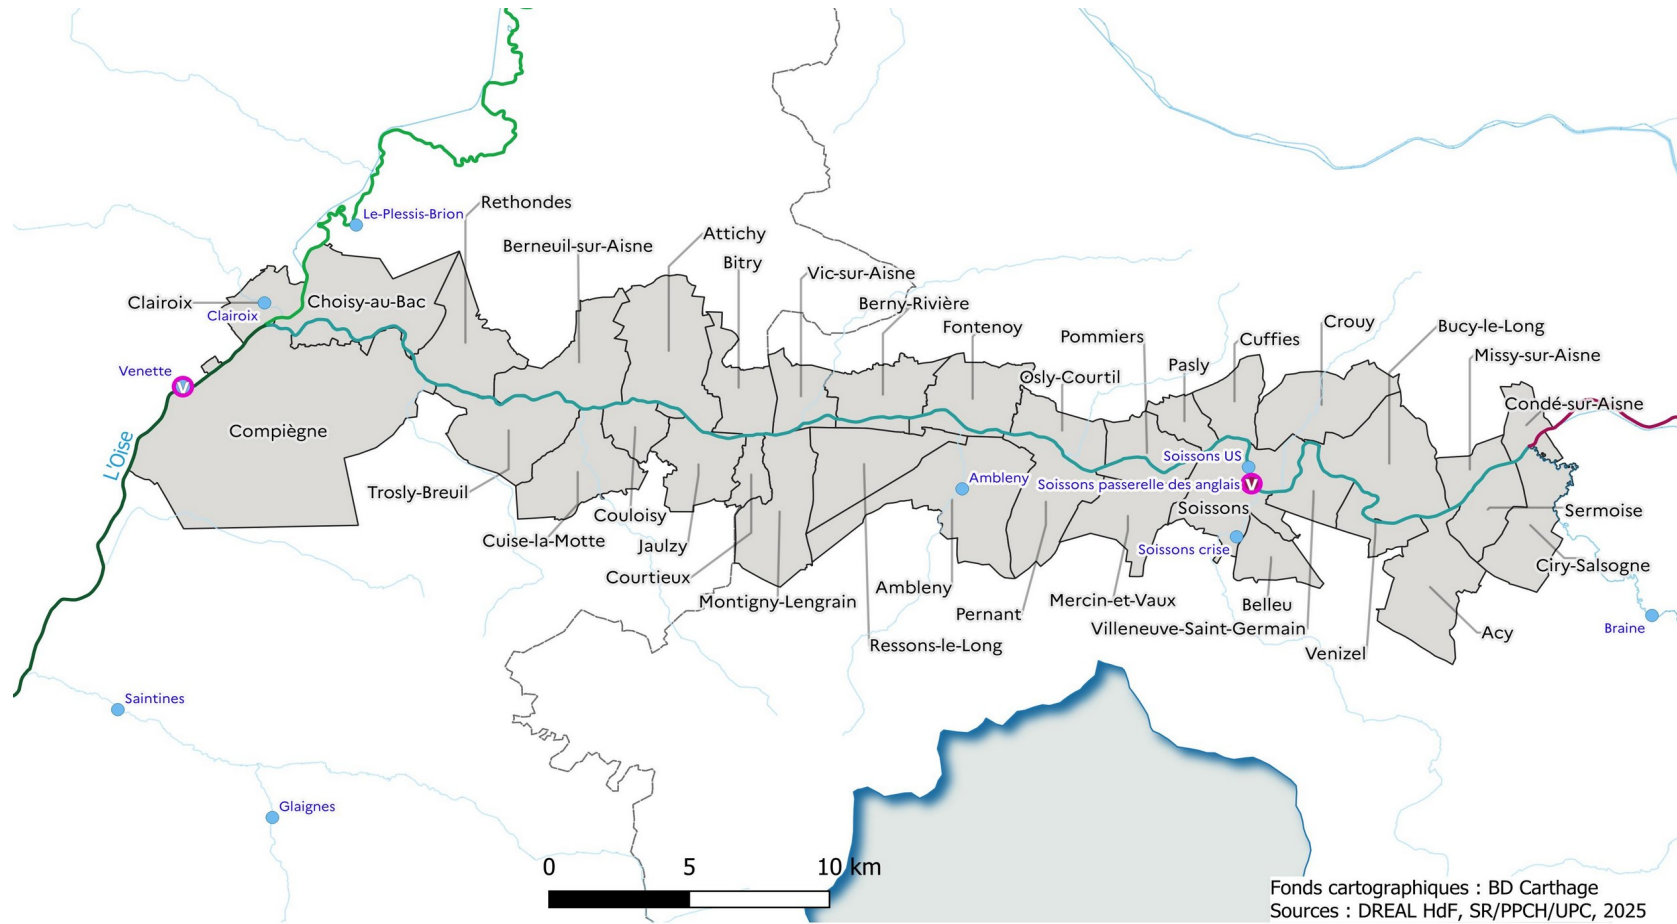 Rethondes
Le-Plessis-Brion
Attichy
Berneuil-sur-Aisne
Bitry
Vic-sur-Aisne
Clairoix
Choisy-au-Bac
Berny-Rivière
Clairoix
Fontenoy
Crouy
Bucy-le-Long
Pommiers
Cuffies
Missy-sur-Aisne
Pasly
Venette
V
Osly-Courtil
Condé-sur-Aisne
Compiègne
L'Oise
Soissons US
Ambleny
Soissons passerelle des anglais
V
Trosly-Breuil
Soissons
Sermoise
Couloisy
Cuise-la-Motte
Jaulzy
Soissons crise
Ciry-Salsogne
Courtieux
Ambleny
Montigny-Lengrain
Mercin-et-Vaux
Belleu
Pernant
Villeneuve-Saint-Germain
Braine
Acy
Ressons-le-Long
Venizel
Saintines
Glaignes
0 5 10 km
Fonds cartographiques : BD Carthage
Sources : DREAL HdF, SR/PPCH/UPC, 2025